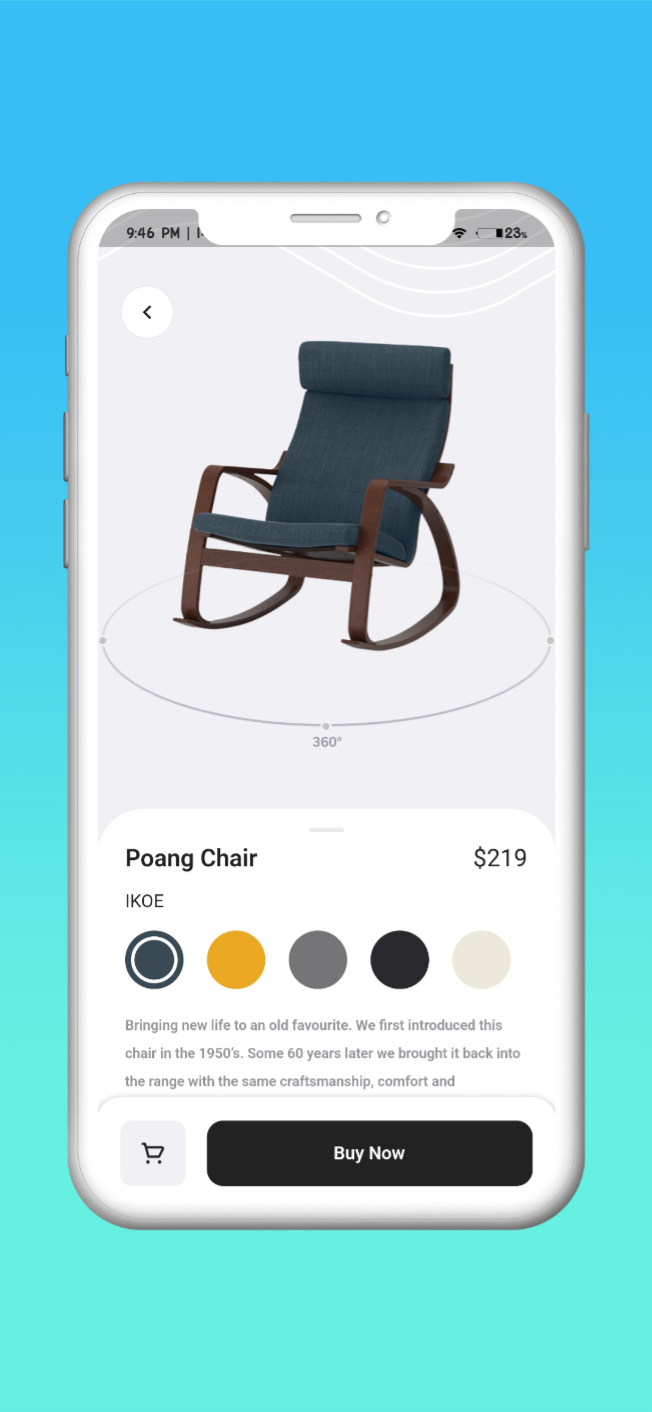 9:46 PM |
23%
360°
Poang Chair
$219
IKOE
Bringing new life to an old favourite. We first introduced this
chair in the 1950's. Some 60 years later we brought it back into
the range with the same craftsmanship, comfort and
Buy Now